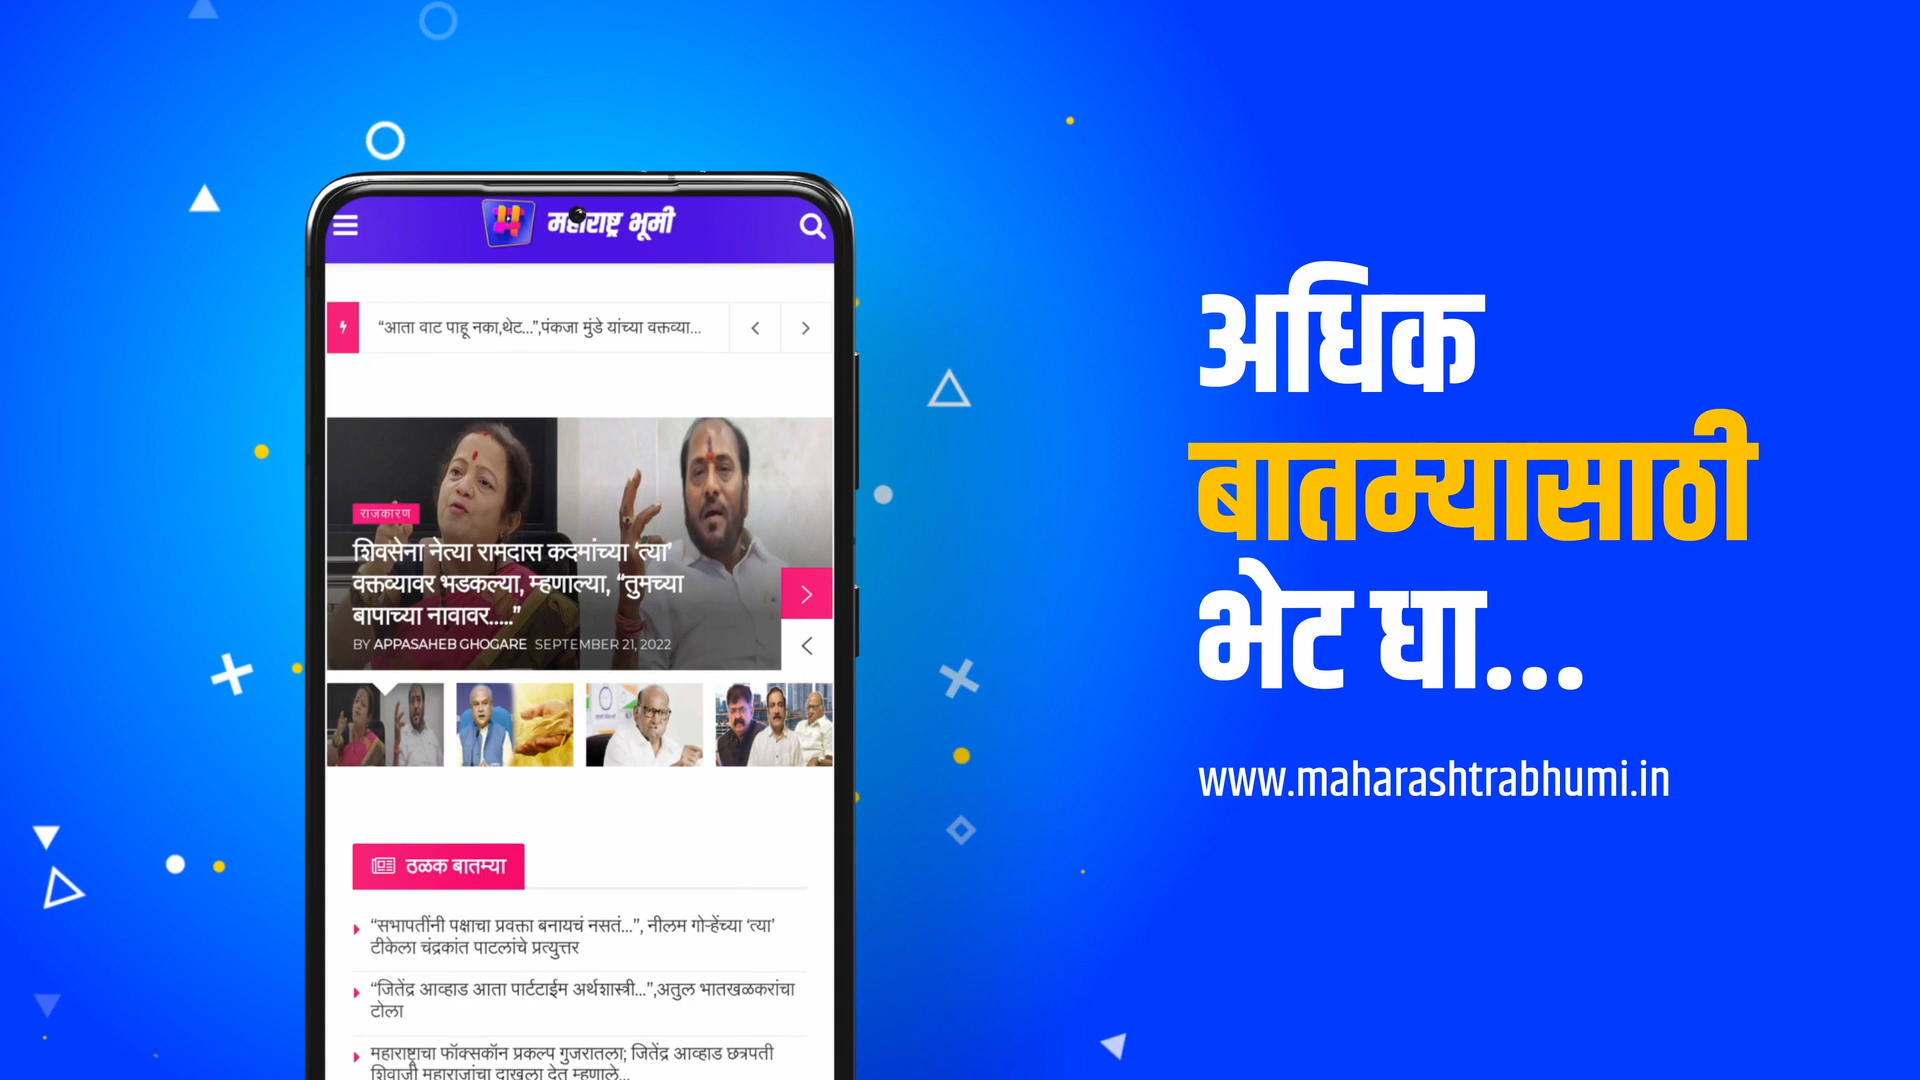 महाराष्ट्र भूमी
“आता वाट पाहू नका,थेट...”,पंकजा मुंडे यांच्या वक्तव्या...
राजकारण
शिवसेना नेत्या रामदास कदमांच्या ‘त्या’
वक्तव्यावर भडकल्या, म्हणाल्या, “तुमच्या
बापाच्या नावावर.....”
BY APPASAHEB GHOGARE SEPTEMBER 21, 2022
ठळक बातम्या
“सभापतींनी पक्षाचा प्रवक्ता बनायचं नसतं...”, नीलम गोऱ्हेंच्या ‘त्या’
टीकेला चंद्रकांत पाटलांचे प्रत्युत्तर
“जितेंद्र आव्हाड आता पार्टटाईम अर्थशास्त्री...”,अतुल भातखळकरांचा
टोला
महाराष्ट्राचा फॉक्सकॉन प्रकल्प गुजरातला; जितेंद्र आव्हाड छत्रपती
शिवाजी महाराजांचा दाखला देत म्हणाले...
अधिक
बातम्यासाठी
भेट घा...
www.maharashtrabhumi.in